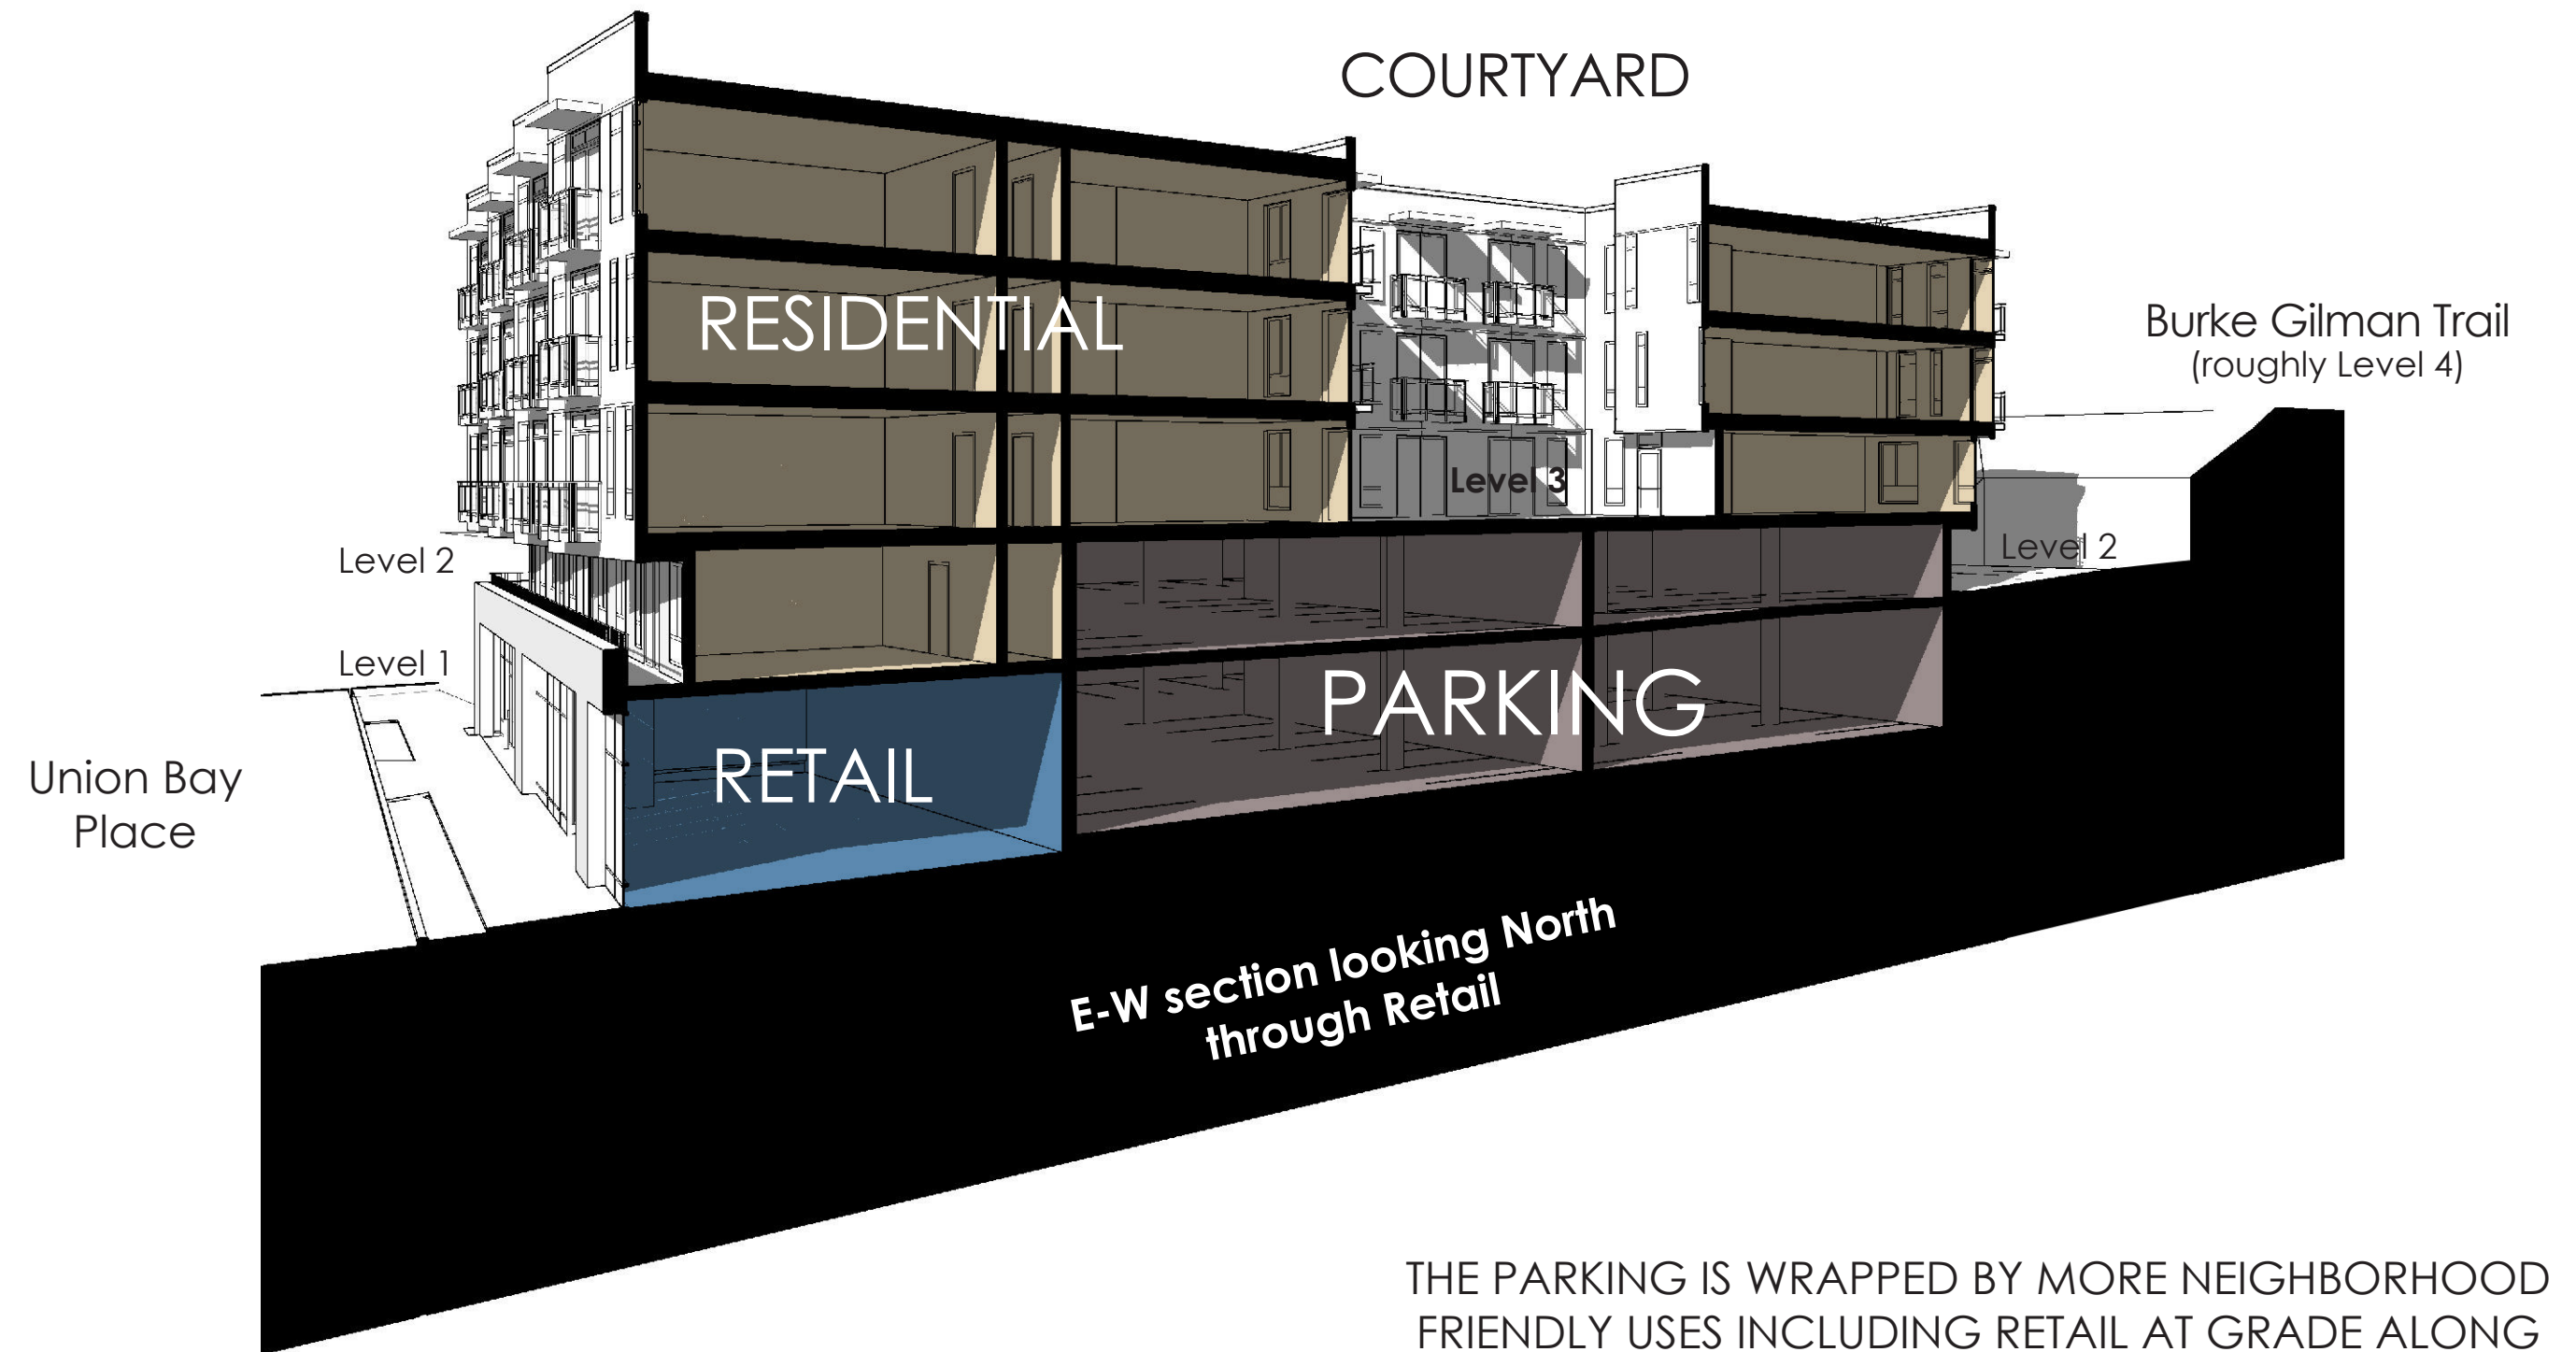 COURTYARD
RESIDENTIAL
Burke Gilman Trail
(roughly Level 4)
Level 3
Level 2
Level 2
Level 1
PARKING
RETAIL
Union Bay
Place
E-W section looking North
through Retail
THE PARKING IS WRAPPED BY MORE NEIGHBORHOOD
FRIENDLY USES INCLUDING RETAIL AT GRADE ALONG